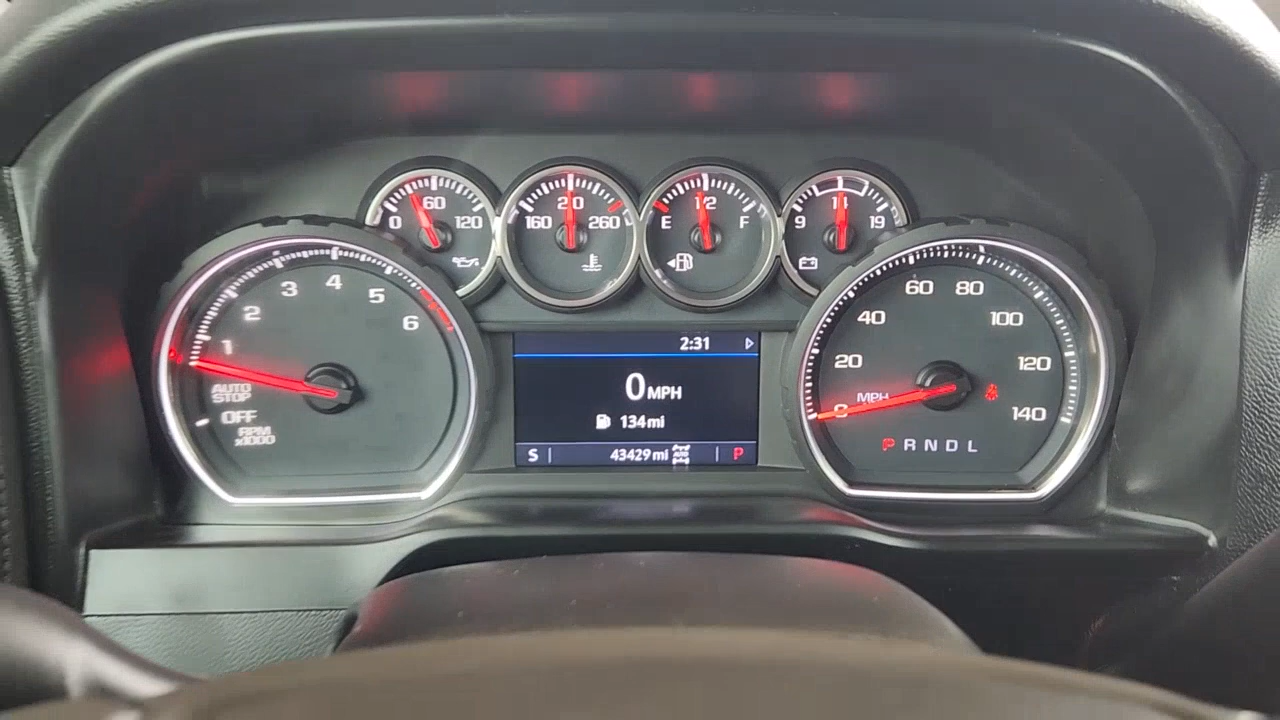 0 60 120
160 210 260
E 1/2 F
9 14 19
1 2 3 4 5 6
AUTO
STOP
OFF
RPM
x1000
2:31
0 MPH
134 mi
S 43429 mi AUTO P
0 20 40 60 80 100 120 140
MPH
P R N D L